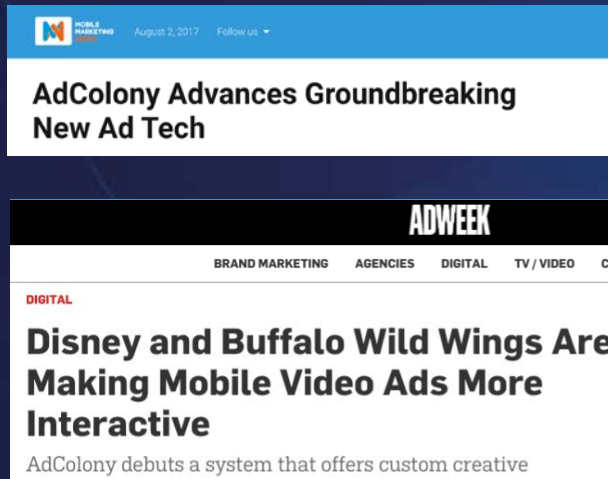 MOBILE
MARKETING
August 2, 2017 Follow us
AdColony Advances Groundbreaking
New Ad Tech
ADWEEK
BRAND MARKETING AGENCIES DIGITAL TV / VIDEO C
DIGITAL
Disney and Buffalo Wild Wings Are
Making Mobile Video Ads More
Interactive
AdColony debuts a system that offers custom creative